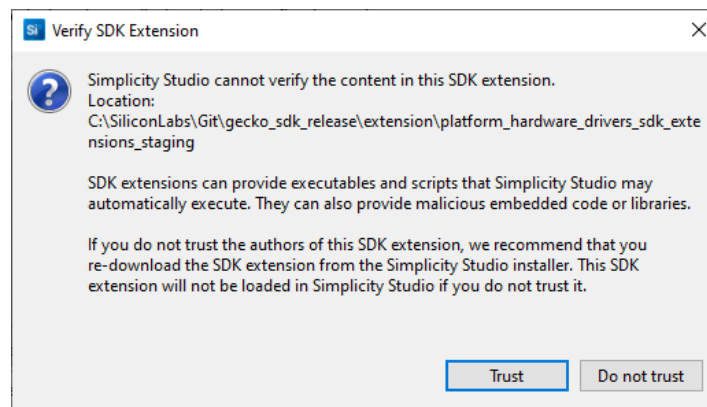 Si Verify SDK Extension
Simplicity Studio cannot verify the content in this SDK extension.
Location:
C:\SiliconLabs\Git\gecko_sdk_release\extension\platform_hardware_drivers_sdk_exte
nsions_staging
SDK extensions can provide executables and scripts that Simplicity Studio may
automatically execute. They can also provide malicious embedded code or libraries.
If you do not trust the authors of this SDK extension, we recommend that you
re-download the SDK extension from the Simplicity Studio installer. This SDK
extension will not be loaded in Simplicity Studio if you do not trust it.
Trust Do not trust